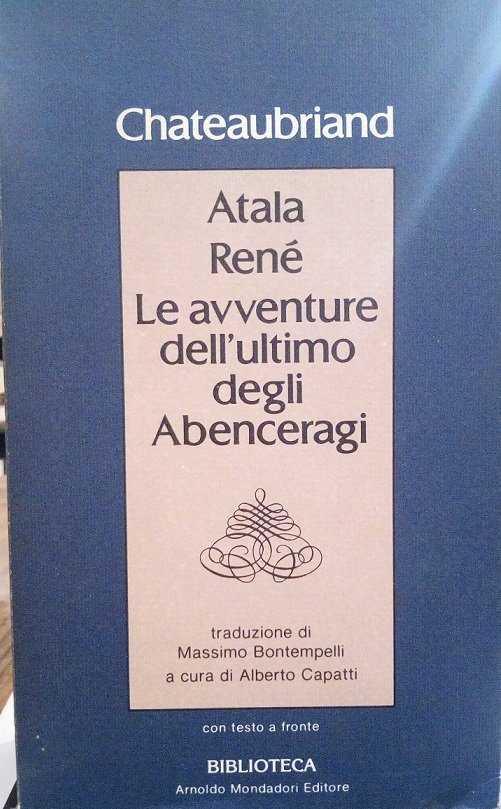 Chateaubriand
Atala
René
Le avventure
dell'ultimo
degli
Abenceragi
traduzione di
Massimo Bontempelli
a cura di Alberto Capatti
con testo a fronte
BIBLIOTECA
Arnoldo Mondadori Editore